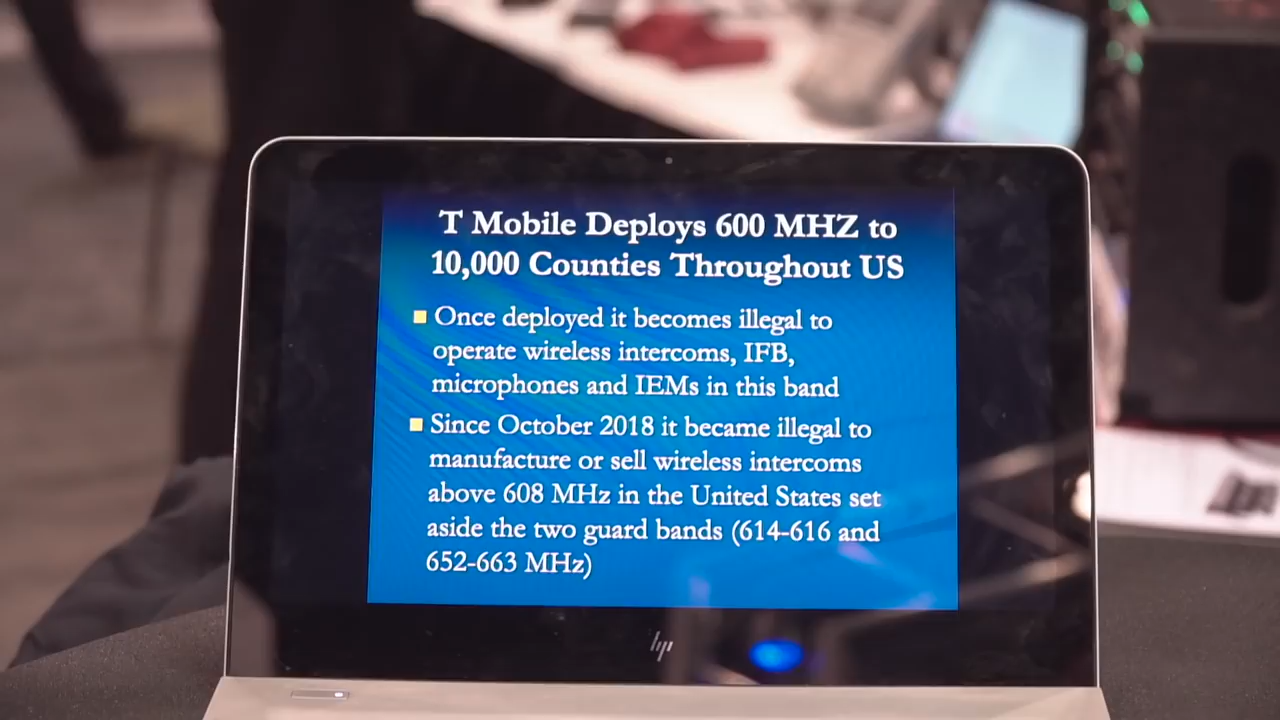 T Mobile Deploys 600 MHZ to
10,000 Counties Throughout US
Once deployed it becomes illegal to
operate wireless intercoms, IFB,
microphones and IEMs in this band
Since October 2018 it became illegal to
manufacture or sell wireless intercoms
above 608 MHz in the United States set
aside the two guard bands (614-616 and
652-663 MHz)
hp